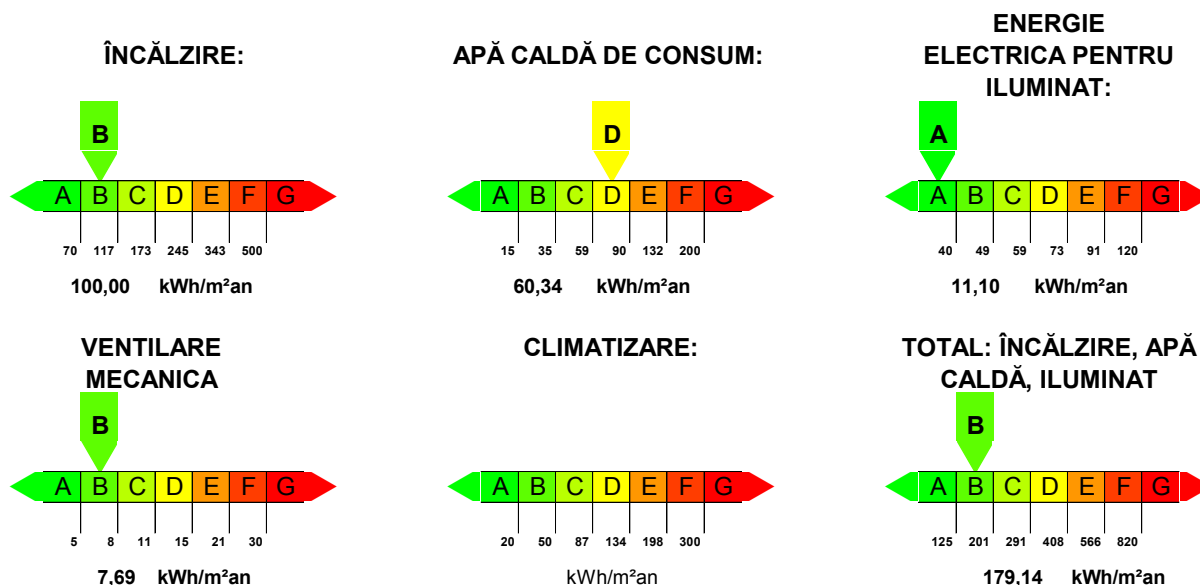 ÎNCĂLZIRE:
B
A B C D E F G
70 117 173 245 343 500
100,00 kWh/m²an
APĂ CALDĂ DE CONSUM:
D
A B C D E F G
15 35 59 90 132 200
60,34 kWh/m²an
ENERGIE
ELECTRICA PENTRU
ILUMINAT:
A
A B C D E F G
40 49 59 73 91 120
11,10 kWh/m²an
VENTILARE
MECANICA
B
A B C D E F G
5 8 11 15 21 30
7,69 kWh/m²an
CLIMATIZARE:
A B C D E F G
20 50 87 134 198 300
kWh/m²an
TOTAL: ÎNCĂLZIRE, APĂ
CALDĂ, ILUMINAT
B
A B C D E F G
125 201 291 408 566 820
179,14 kWh/m²an